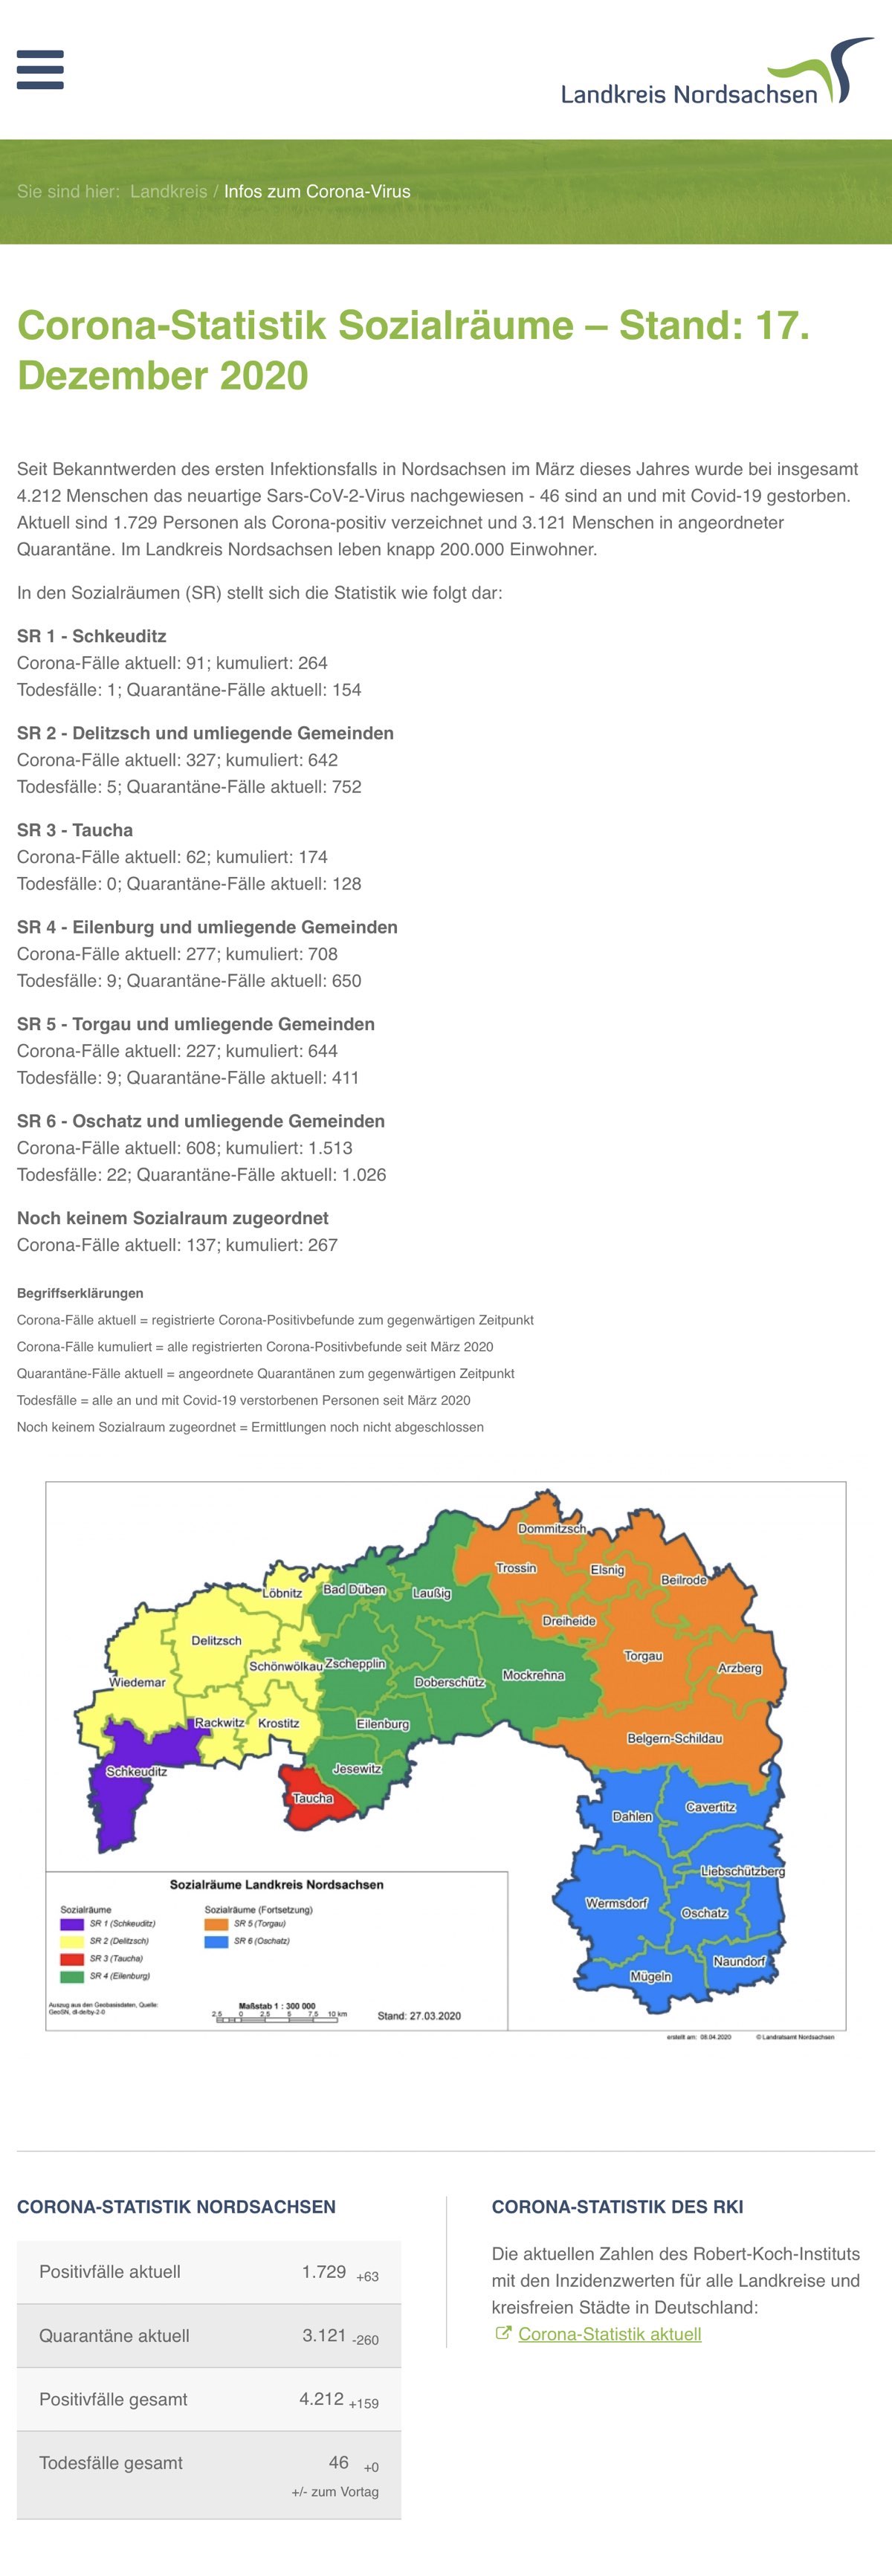 Landkreis Nordsachsen
Sie sind hier: Landkreis / Infos zum Corona-Virus
Corona-Statistik Sozialräume – Stand: 17.
Dezember 2020
Seit Bekanntwerden des ersten Infektionsfalls in Nordsachsen im März dieses Jahres wurde bei insgesamt
4.212 Menschen das neuartige Sars-CoV-2-Virus nachgewiesen - 46 sind an und mit Covid-19 gestorben.
Aktuell sind 1.729 Personen als Corona-positiv verzeichnet und 3.121 Menschen in angeordneter
Quarantäne. Im Landkreis Nordsachsen leben knapp 200.000 Einwohner.
In den Sozialräumen (SR) stellt sich die Statistik wie folgt dar:
SR 1 - Schkeuditz
Corona-Fälle aktuell: 91; kumuliert: 264
Todesfälle: 1; Quarantäne-Fälle aktuell: 154
SR 2 - Delitzsch und umliegende Gemeinden
Corona-Fälle aktuell: 327; kumuliert: 642
Todesfälle: 5; Quarantäne-Fälle aktuell: 752
SR 3 - Taucha
Corona-Fälle aktuell: 62; kumuliert: 174
Todesfälle: 0; Quarantäne-Fälle aktuell: 128
SR 4 - Eilenburg und umliegende Gemeinden
Corona-Fälle aktuell: 277; kumuliert: 708
Todesfälle: 9; Quarantäne-Fälle aktuell: 650
SR 5 - Torgau und umliegende Gemeinden
Corona-Fälle aktuell: 227; kumuliert: 644
Todesfälle: 9; Quarantäne-Fälle aktuell: 411
SR 6 - Oschatz und umliegende Gemeinden
Corona-Fälle aktuell: 608; kumuliert: 1.513
Todesfälle: 22; Quarantäne-Fälle aktuell: 1.026
Noch keinem Sozialraum zugeordnet
Corona-Fälle aktuell: 137; kumuliert: 267
Begriffserklärungen
Corona-Fälle aktuell = registrierte Corona-Positivbefunde zum gegenwärtigen Zeitpunkt
Corona-Fälle kumuliert = alle registrierten Corona-Positivbefunde seit März 2020
Quarantäne-Fälle aktuell = angeordnete Quarantänen zum gegenwärtigen Zeitpunkt
Todesfälle = alle an und mit Covid-19 verstorbenen Personen seit März 2020
Noch keinem Sozialraum zugeordnet = Ermittlungen noch nicht abgeschlossen
Dommitzsch
Trossin
Elsnig
Beilrode
Löbnitz
Bad Düben
Laußig
Dreiheide
Delitzsch
Torgau
Schönwölkau
Zschepplin
Arzberg
Wiedemar
Doberschütz
Mockrehna
Rackwitz
Krostitz
Eilenburg
Belgern-Schildau
Schkeuditz
Jesewitz
Taucha
Dahlen
Cavertitz
Liebschützberg
Wermsdorf
Oschatz
Naundorf
Mügeln
Sozialräume Landkreis Nordsachsen
Sozialräume
SR 1 (Schkeuditz)
SR 2 (Delitzsch)
SR 3 (Taucha)
SR 4 (Eilenburg)
Sozialräume (Fortsetzung)
SR 5 (Torgau)
SR 6 (Oschatz)
Auszug aus den Geobasisdaten, Quelle:
GeoSN, dl-de/by-2-0
Maßstab 1 : 300 000
2,5 0 2,5 5 7,5 10 km
Stand: 27.03.2020
erstellt am: 08.04.2020 © Landratsamt Nordsachsen
CORONA-STATISTIK NORDSACHSEN
Positivfälle aktuell 1.729 +63
Quarantäne aktuell 3.121 -260
Positivfälle gesamt 4.212 +159
Todesfälle gesamt 46 +0
+/- zum Vortag
CORONA-STATISTIK DES RKI
Die aktuellen Zahlen des Robert-Koch-Instituts
mit den Inzidenzwerten für alle Landkreise und
kreisfreien Städte in Deutschland:
Corona-Statistik aktuell